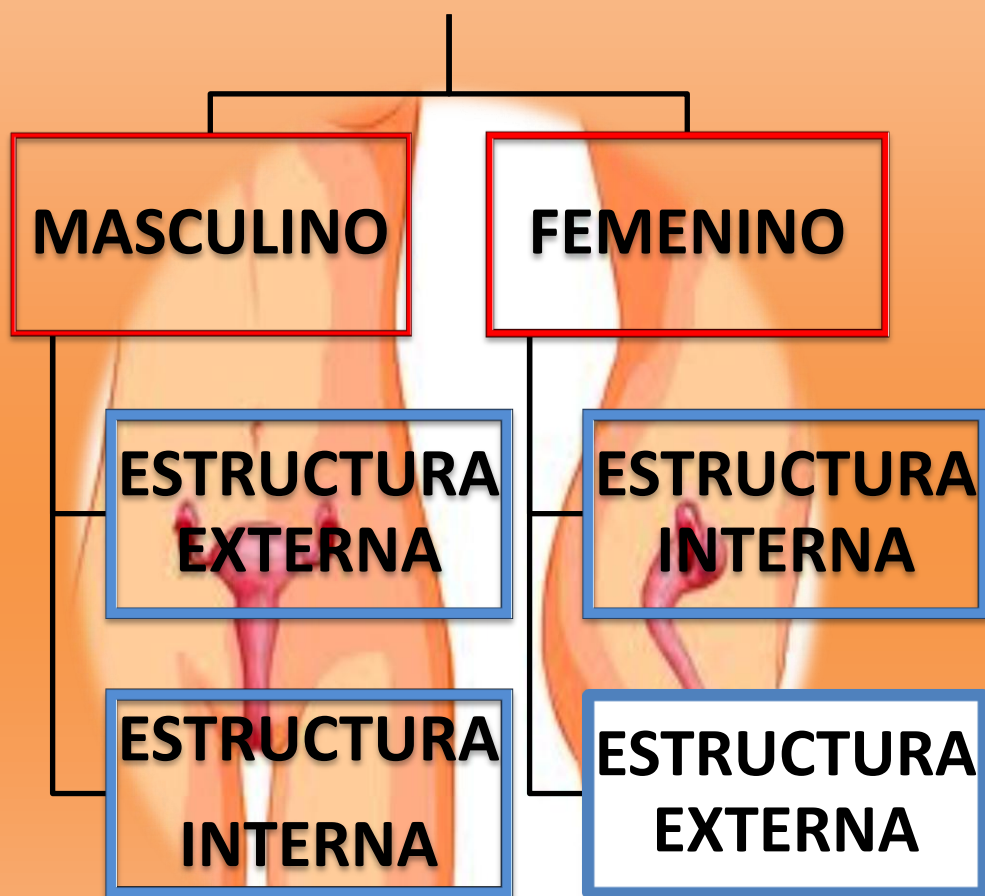 MASCULINO
FEMENINO
ESTRUCTURA
EXTERNA
ESTRUCTURA
INTERNA
ESTRUCTURA
INTERNA
ESTRUCTURA
EXTERNA